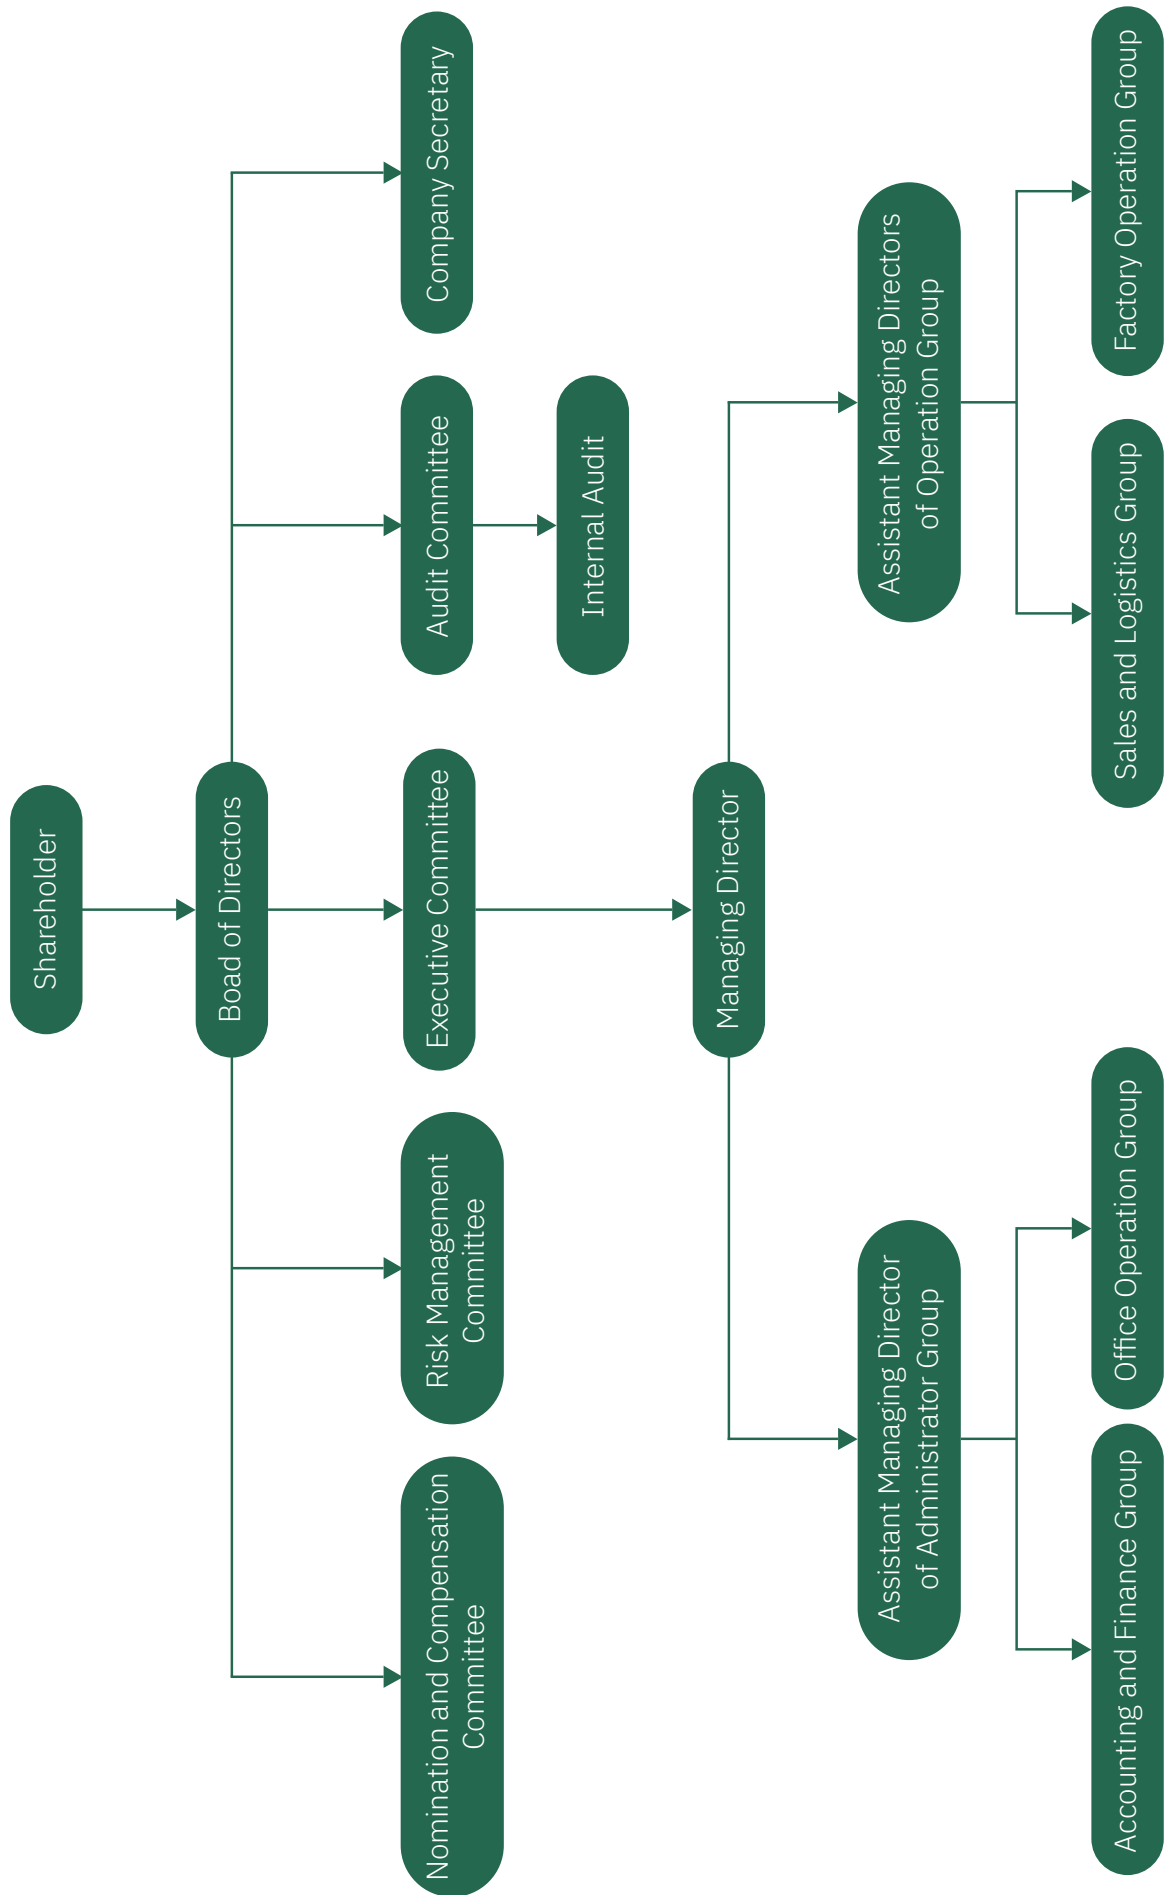 Shareholder
Boad of Directors
Nomination and Compensation
Committee
Risk Management
Committee
Executive Committee
Audit Committee
Company Secretary
Internal Audit
Managing Director
Assistant Managing Director
of Administrator Group
Assistant Managing Directors
of Operation Group
Accounting and Finance Group
Office Operation Group
Sales and Logistics Group
Factory Operation Group